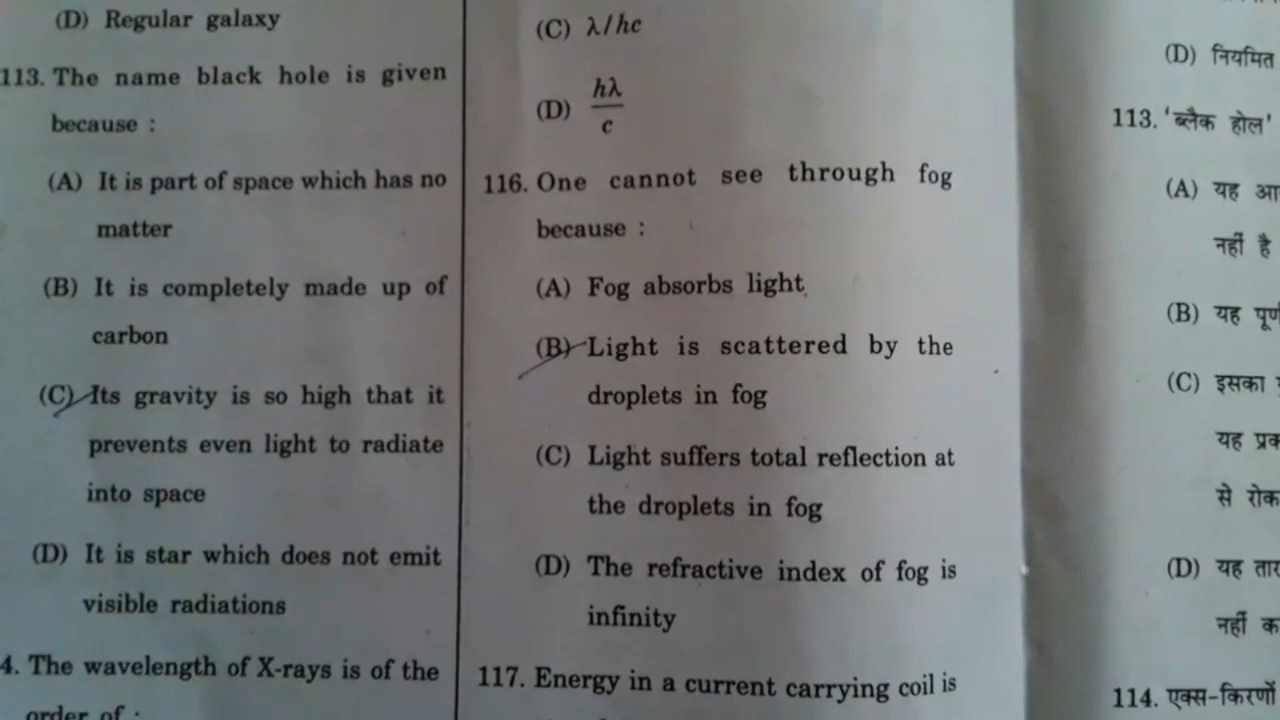 (D) Regular galaxy
113. The name black hole is given
because :
(A) It is part of space which has no
matter
(B) It is completely made up of
carbon
(C) Its gravity is so high that it
prevents even light to radiate
into space
(D) It is star which does not emit
visible radiations
4. The wavelength of X-rays is of the
order of :
(C) λ/hc
(D) hλ
c
116. One cannot see through fog
because :
(A) Fog absorbs light
(B) Light is scattered by the
droplets in fog
(C) Light suffers total reflection at
the droplets in fog
(D) The refractive index of fog is
infinity
117. Energy in a current carrying coil is
(D) नियमित
113. 'ब्लैक होल'
(A) यह आ
नहीं है
(B) यह पूर्ण
(C) इसका
यह प्रक
से रोक
(D) यह तार
नहीं क
114. एक्स-किरणों